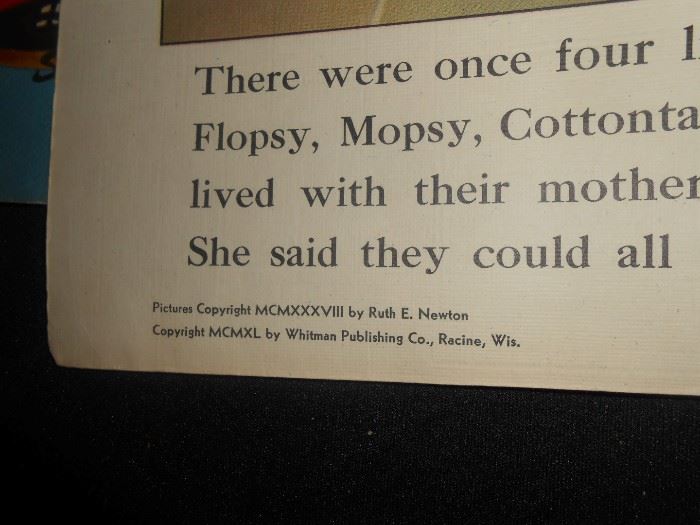 There were once four
Flopsy, Mopsy, Cottonta
lived with their mother
She said they could all
Pictures Copyright MCMXXXVIII by Ruth E. Newton
Copyright MCMXL by Whitman Publishing Co., Racine, Wis.